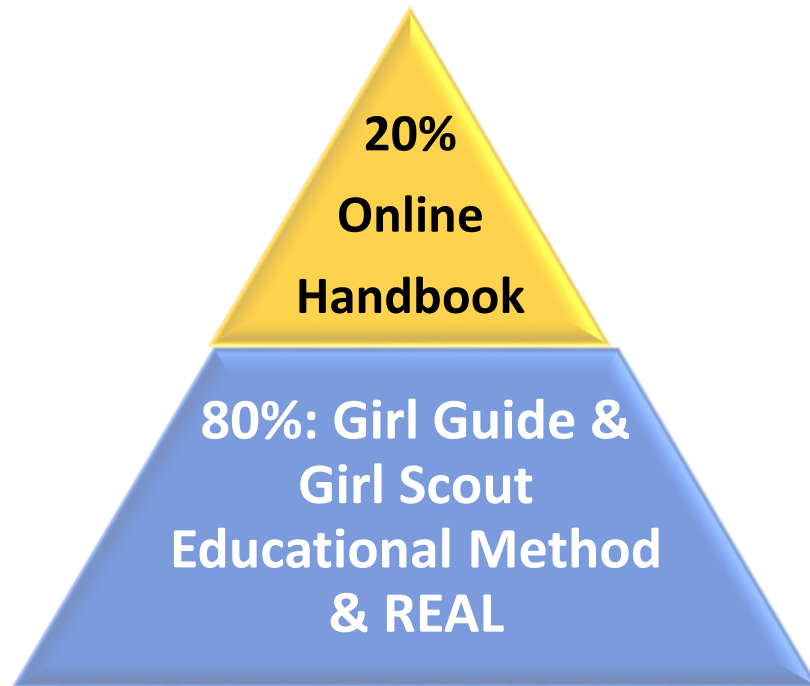 20%
Online
Handbook
80%: Girl Guide &
Girl Scout
Educational Method
& REAL